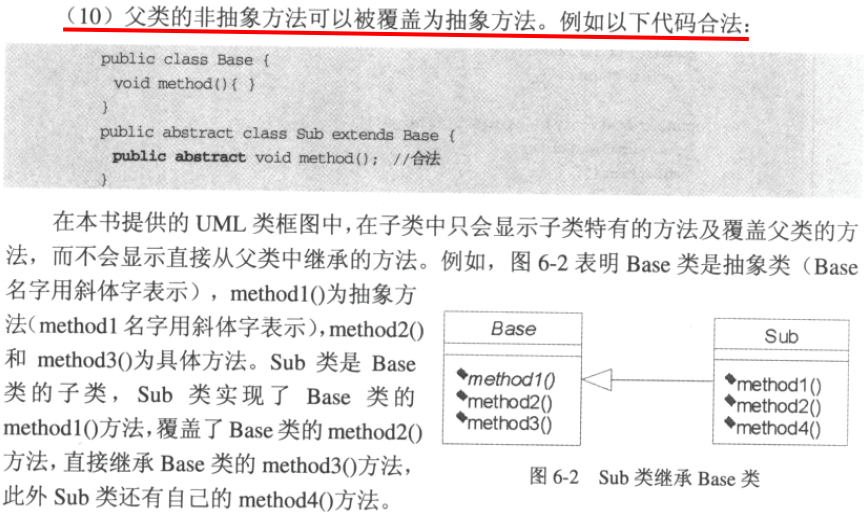 （10）父类的非抽象方法可以被覆盖为抽象方法。例如以下代码合法：
public class Base {
void method(){ }
}
public abstract class Sub extends Base {
public abstract void method(); //合法
}
在本书提供的 UML 类框图中，在子类中只会显示子类特有的方法及覆盖父类的方
法，而不会显示直接从父类中继承的方法。例如，图 6-2 表明 Base 类是抽象类（Base
名字用斜体字表示），method1()为抽象方
法（method1 名字用斜体字表示），method2()
和 method3()为具体方法。Sub 类是 Base
类的子类，Sub 类实现了 Base 类的
method1()方法，覆盖了 Base 类的 method2()
方法，直接继承 Base 类的 method3()方法，
此外 Sub 类还有自己的 method4()方法。
Base
method1()
method2()
method3()
Sub
method1()
method2()
method4()
图 6-2 Sub 类继承 Base 类